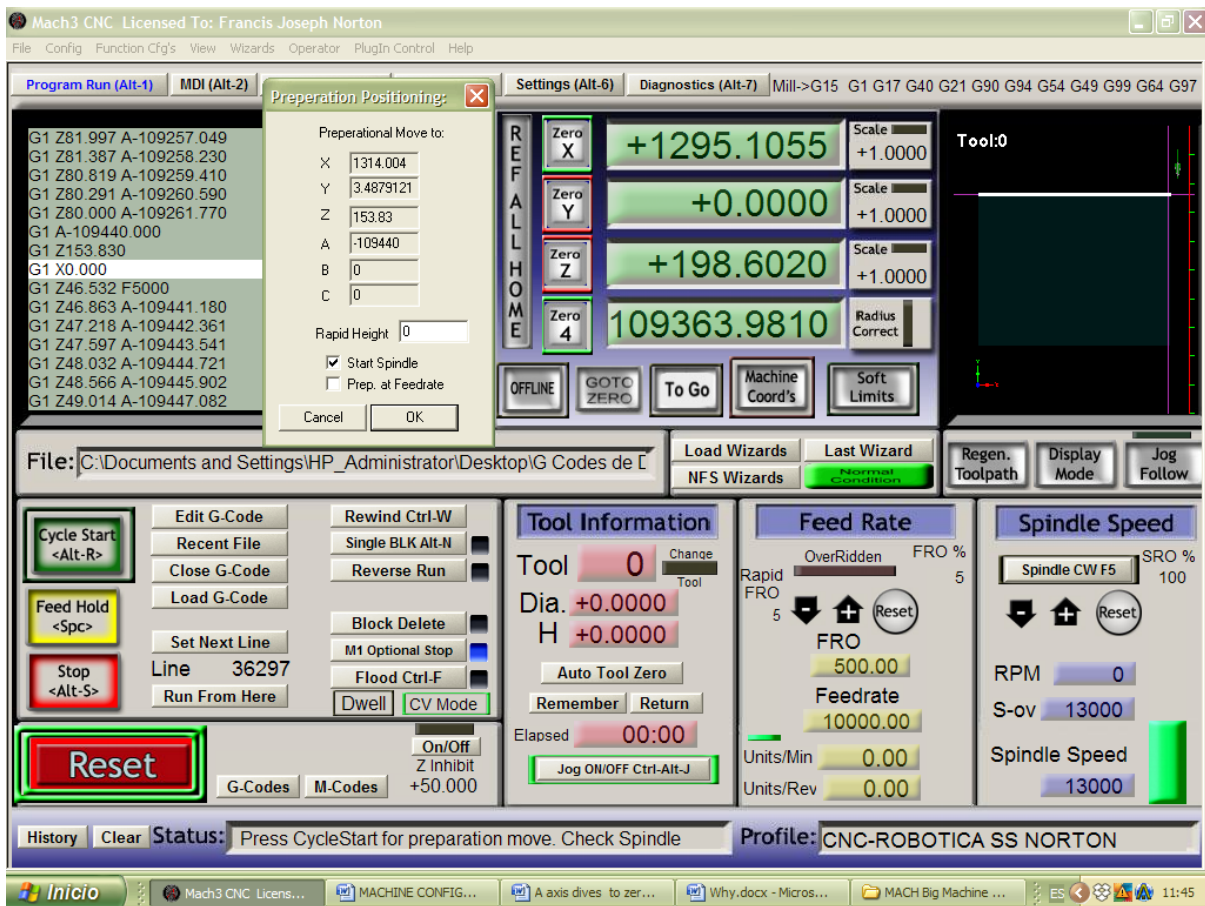 Mach3 CNC Licensed To: Francis Joseph Norton
File Config Function Cfg's View Wizards Operator PlugIn Control Help
Program Run (Alt-1) MDI (Alt-2) Settings (Alt-6) Diagnostics (Alt-7) Mill->G15 G1 G17 G40 G21 G90 G94 G54 G49 G99 G64 G97
G1 Z81.997 A-109257.049
G1 Z81.387 A-109258.230
G1 Z80.819 A-109259.410
G1 Z80.291 A-109260.590
G1 Z80.000 A-109261.770
G1 A-109440.000
G1 Z153.830
G1 X0.000
G1 Z46.532 F5000
G1 Z46.863 A-109441.180
G1 Z47.218 A-109442.361
G1 Z47.597 A-109443.541
G1 Z48.032 A-109444.721
G1 Z48.566 A-109445.902
G1 Z49.014 A-109447.082
Preperation Positioning:
Preperational Move to:
X 1314.004
Y 3.4879121
Z 153.83
A -109440
B 0
C 0
Rapid Height 0
Start Spindle
Prep. at Feedrate
Cancel OK
REF ALL HOME
Zero X +1295.1055 Scale +1.0000
Zero Y +0.0000 Scale +1.0000
Zero Z +198.6020 Scale +1.0000
Zero 4 109363.9810 Radius Correct
OFFLINE GOTO ZERO To Go Machine Coord's Soft Limits
Tool:0
File: C:\Documents and Settings\HP_Administrator\Desktop\G Codes de
Load Wizards Last Wizard
NFS Wizards Normal Condition
Regen. Toolpath Display Mode Jog Follow
Cycle Start <Alt-R>
Feed Hold <Spc>
Stop <Alt-S>
Edit G-Code
Recent File
Close G-Code
Load G-Code
Set Next Line
Line 36297
Run From Here
Rewind Ctrl-W
Single BLK Alt-N
Reverse Run
Block Delete
M1 Optional Stop
Flood Ctrl-F
Dwell CV Mode
Reset
G-Codes M-Codes
On/Off
Z Inhibit
+50.000
Tool Information
Tool 0 Change Tool
Dia. +0.0000
H +0.0000
Auto Tool Zero
Remember Return
Elapsed 00:00
Jog ON/OFF Ctrl-Alt-J
Feed Rate
OverRidden FRO %
5
Rapid FRO
5
Reset
FRO
500.00
Feedrate
10000.00
Units/Min 0.00
Units/Rev 0.00
Spindle Speed
Spindle CW F5 SRO %
100
Reset
RPM 0
S-ov 13000
Spindle Speed
13000
History Clear Status: Press CycleStart for preparation move. Check Spindle Profile: CNC-ROBOTICA SS NORTON
Inicio Mach3 CNC Licens... MACHINE CONFIG... A axis dives to zer... Why.docx - Micros... MACH Big Machine ... ES 11:45